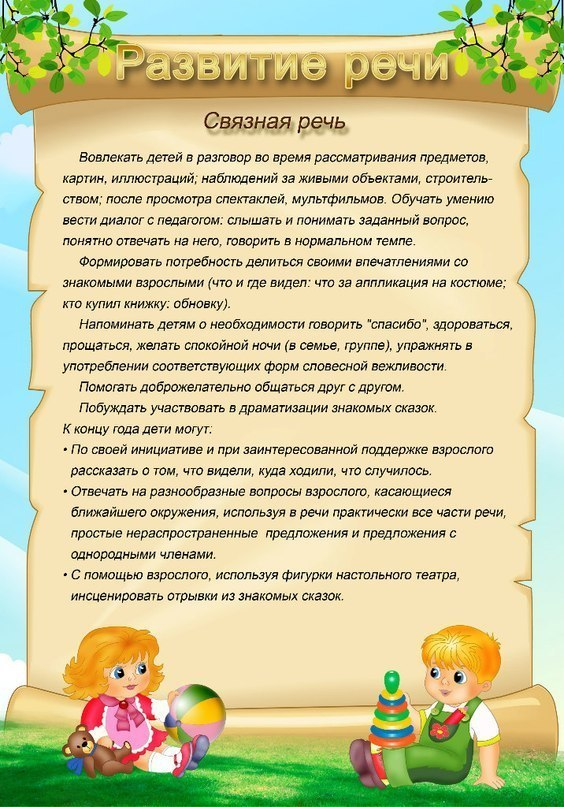 Развитие речи
Связная речь
Вовлекать детей в разговор во время рассматривания предметов,
картин, иллюстраций; наблюдений за живыми объектами, строитель-
ством; после просмотра спектаклей, мультфильмов. Обучать умению
вести диалог с педагогом: слышать и понимать заданный вопрос,
понятно отвечать на него, говорить в нормальном темпе.
Формировать потребность делиться своими впечатлениями со
знакомыми взрослыми (что и где видел: что за аппликация на костюме;
кто купил книжку: обновку).
Напоминать детям о необходимости говорить "спасибо", здороваться,
прощаться, желать спокойной ночи (в семье, группе), упражнять в
употреблении соответствующих форм словесной вежливости.
Помогать доброжелательно общаться друг с другом.
Побуждать участвовать в драматизации знакомых сказок.
К концу года дети могут:
• По своей инициативе и при заинтересованной поддержке взрослого
рассказать о том, что видели, куда ходили, что случилось.
• Отвечать на разнообразные вопросы взрослого, касающиеся
ближайшего окружения, используя в речи практически все части речи,
простые нераспространенные предложения и предложения с
однородными членами.
• С помощью взрослого, используя фигурки настольного театра,
инсценировать отрывки из знакомых сказок.